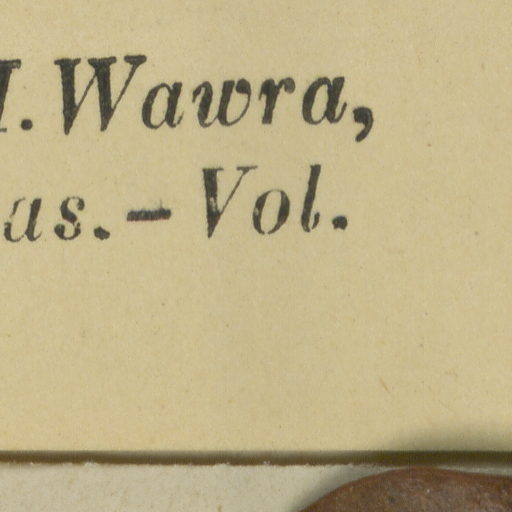 . Wawra,
as. – Vol.